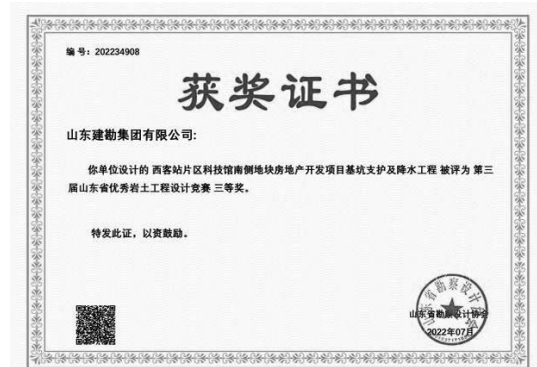 编号：202234908
获奖证书
山东建勘集团有限公司:
你单位设计的 西客站片区科技馆南侧地块房地产开发项目基坑支护及降水工程 被评为 第三
届山东省优秀岩土工程设计竞赛 三等奖。
特发此证，以资鼓励。
山东省勘察设计协会
2022年07月